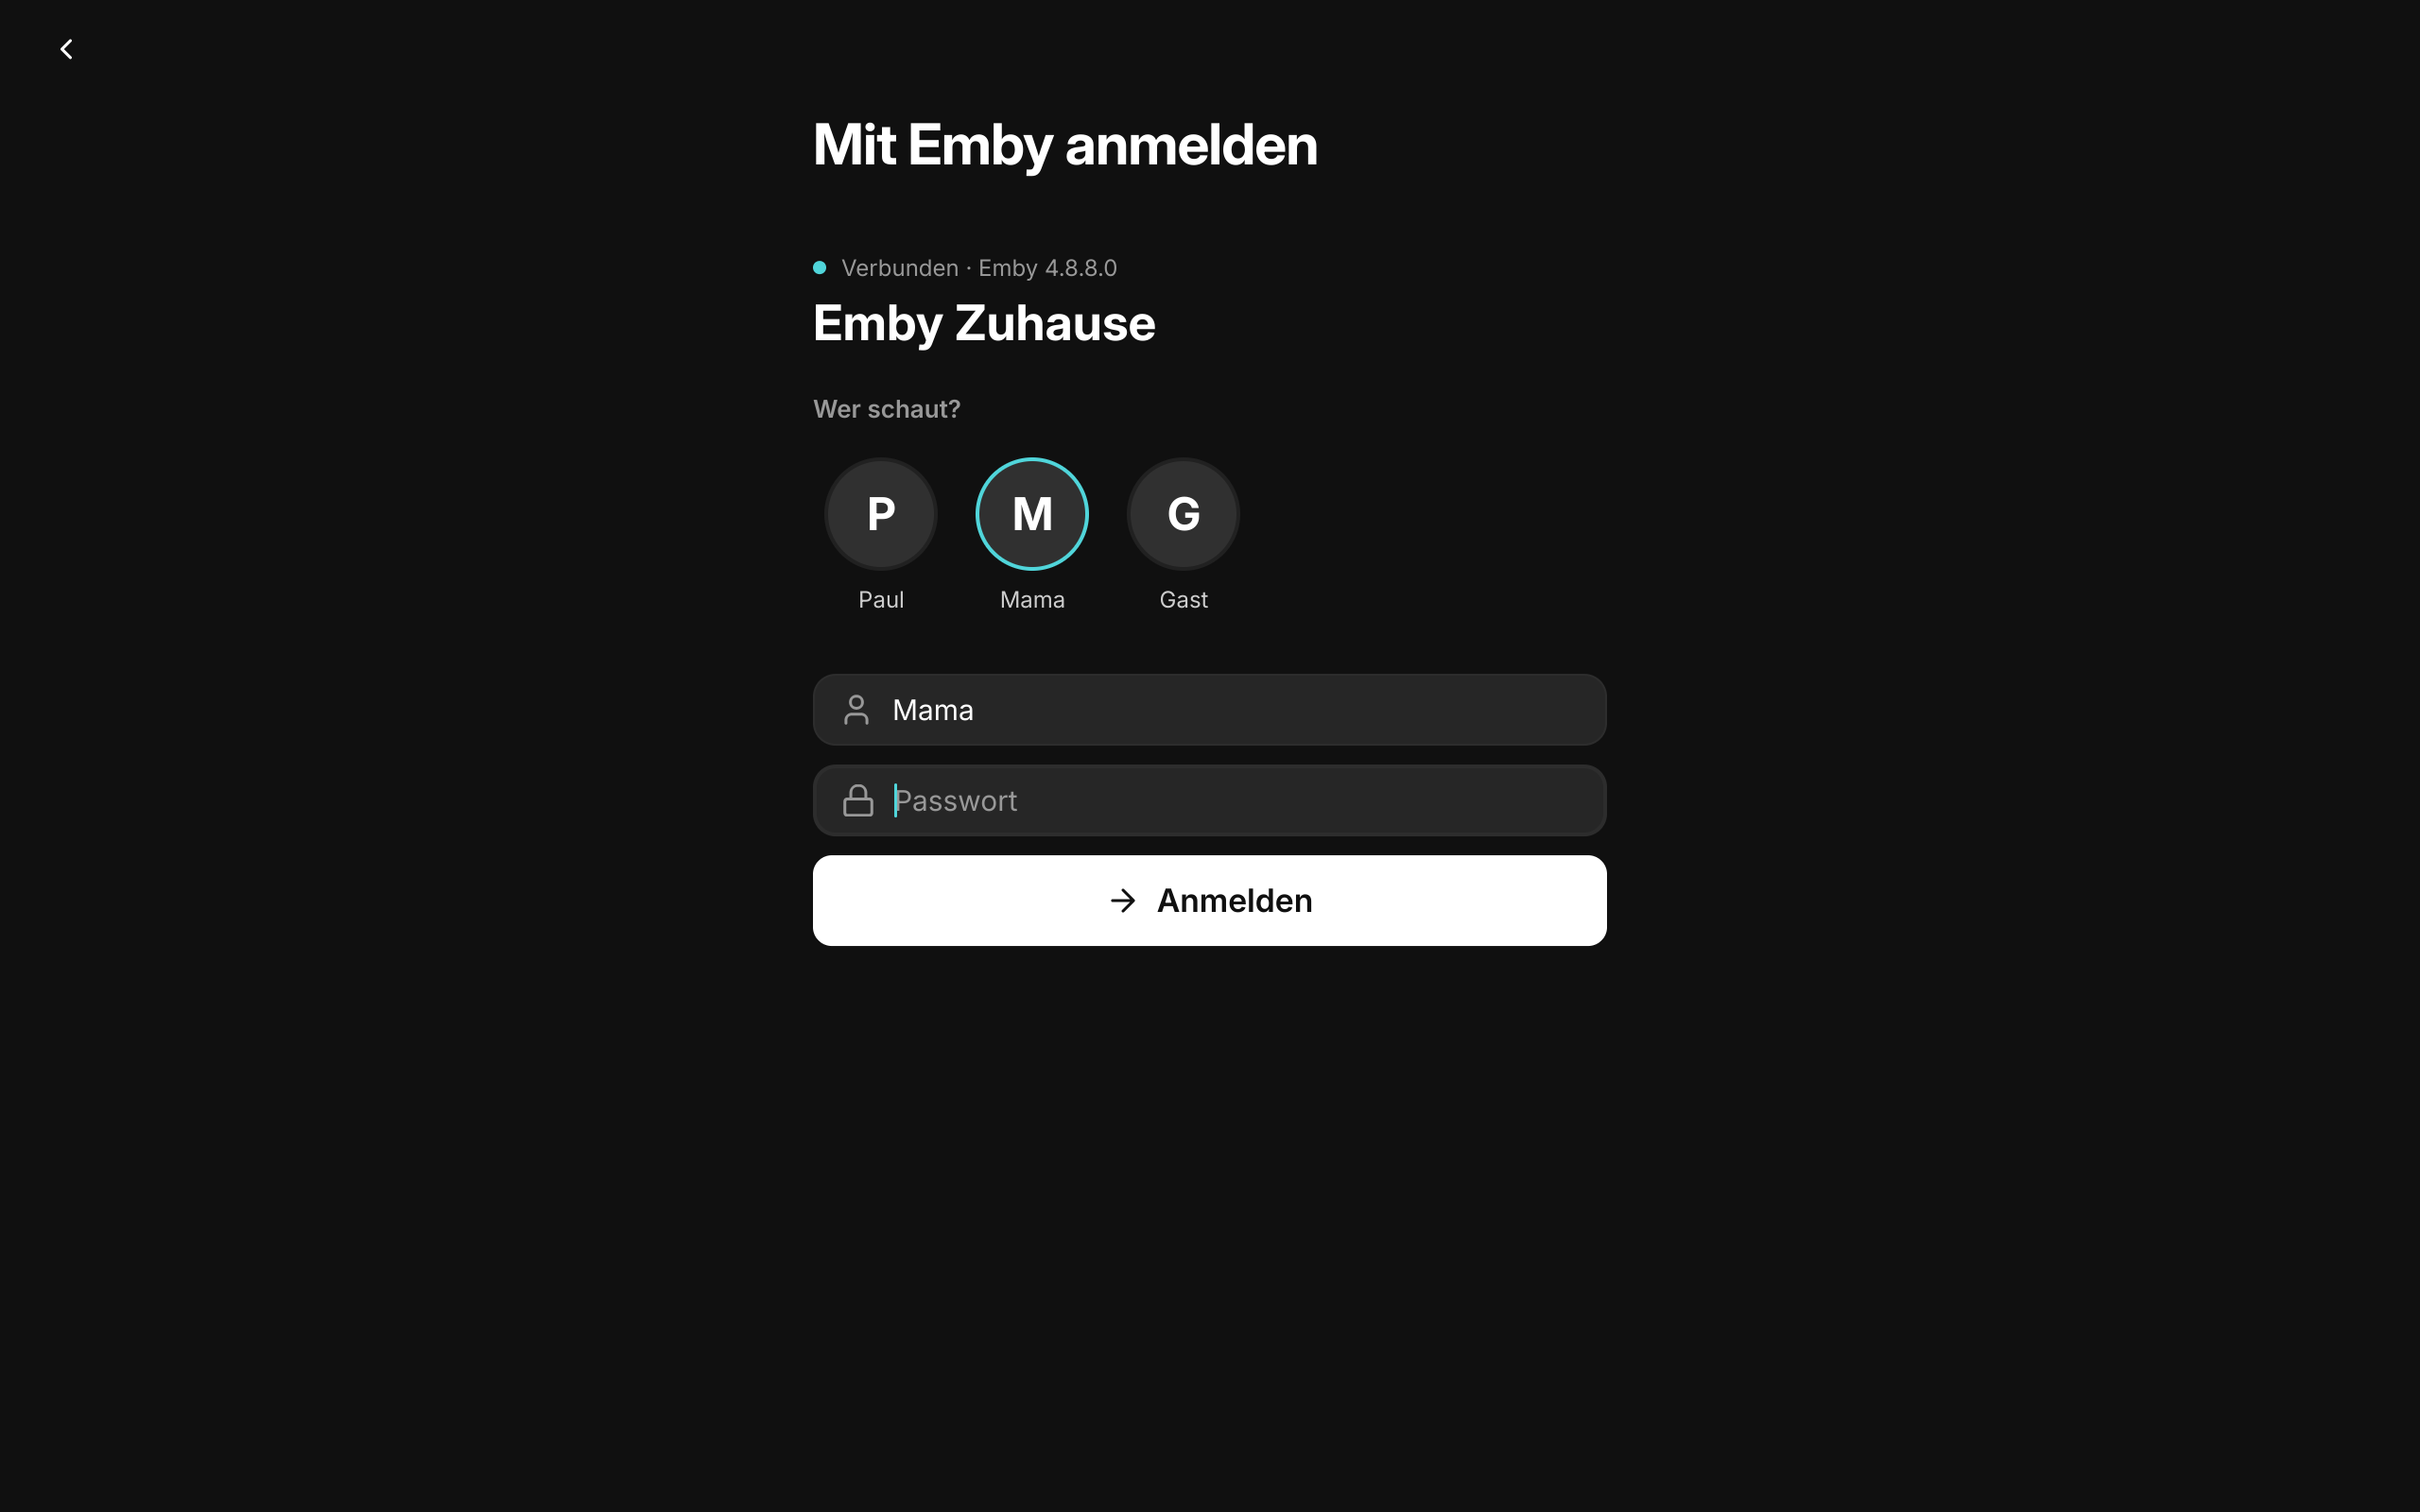 Mit Emby anmelden
Verbunden · Emby 4.8.8.0
Emby Zuhause
Wer schaut?
P M G
Paul Mama Gast
Mama
Passwort
Anmelden